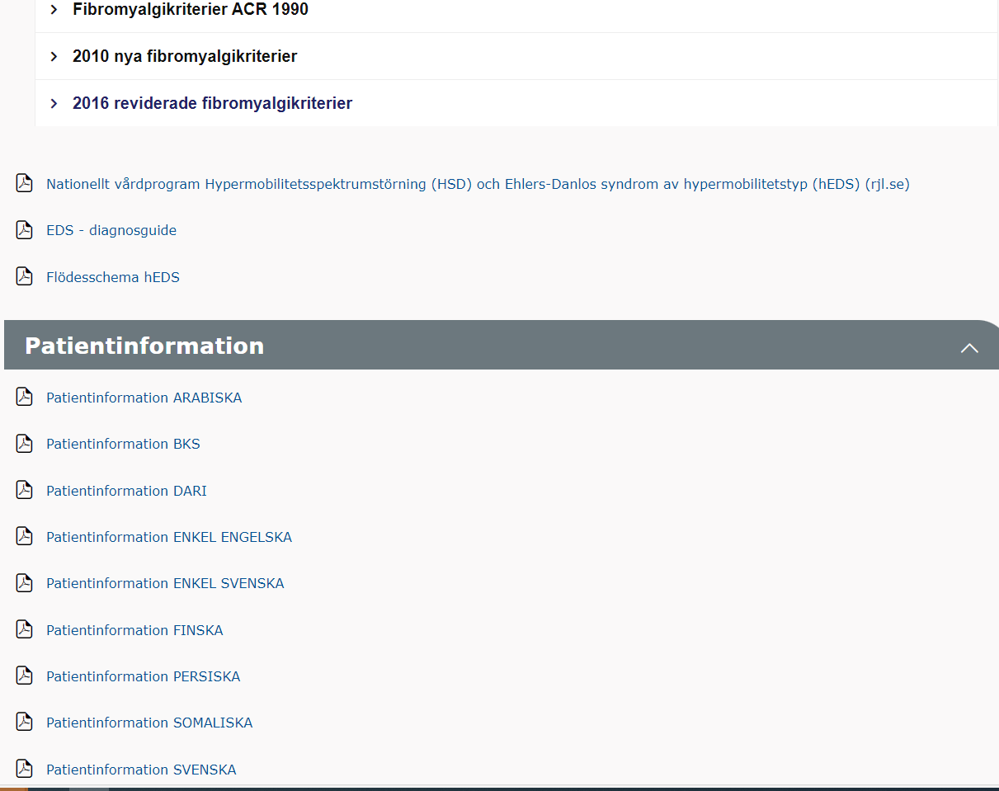 Fibromyalgikriterier ACR 1990
2010 nya fibromyalgikriterier
2016 reviderade fibromyalgikriterier
Nationellt vårdprogram Hypermobilitetsspektrumstörning (HSD) och Ehlers-Danlos syndrom av hypermobilitetstyp (hEDS) (rjl.se)
EDS - diagnosguide
Flödesschema hEDS
Patientinformation
Patientinformation ARABISKA
Patientinformation BKS
Patientinformation DARI
Patientinformation ENKEL ENGELSKA
Patientinformation ENKEL SVENSKA
Patientinformation FINSKA
Patientinformation PERSISKA
Patientinformation SOMALISKA
Patientinformation SVENSKA